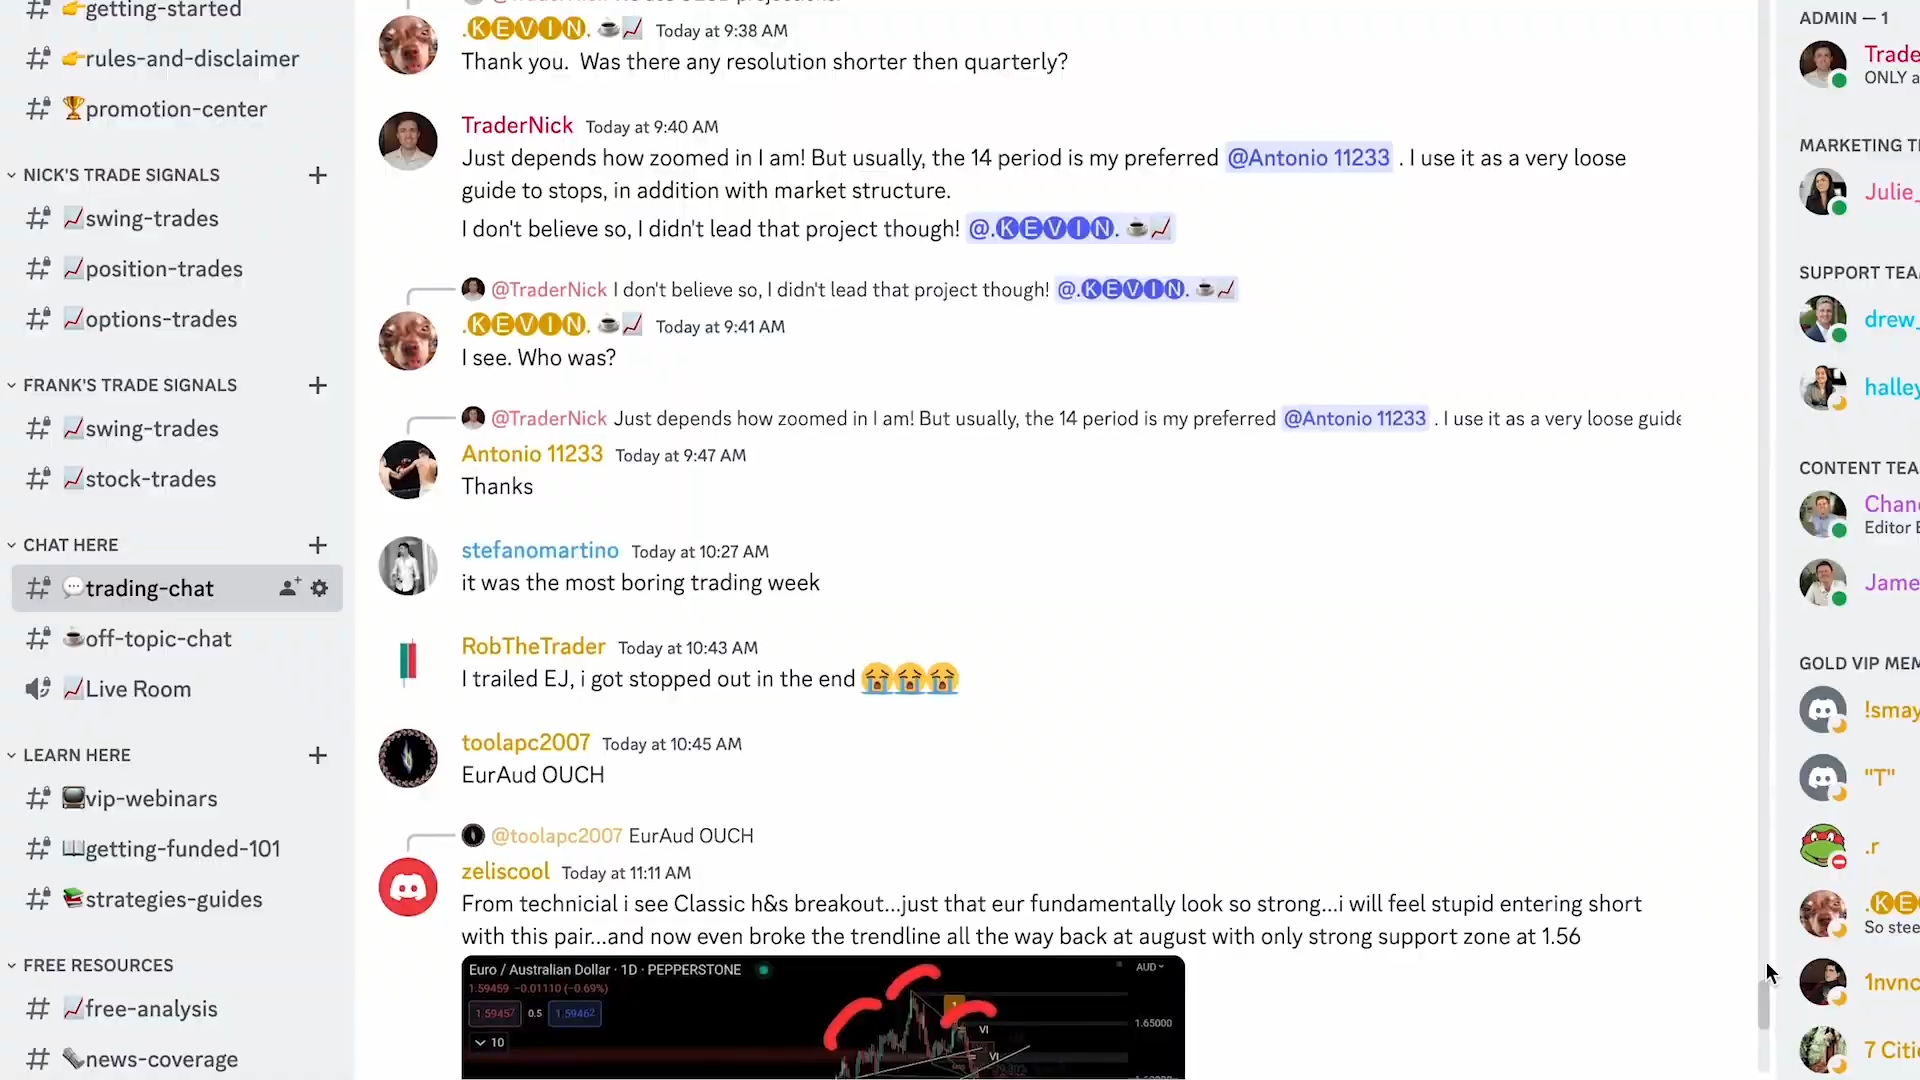 getting-started
rules-and-disclaimer
promotion-center
NICK'S TRADE SIGNALS
swing-trades
position-trades
options-trades
FRANK'S TRADE SIGNALS
swing-trades
stock-trades
CHAT HERE
trading-chat
off-topic-chat
Live Room
LEARN HERE
vip-webinars
getting-funded-101
strategies-guides
FREE RESOURCES
free-analysis
news-coverage
.KEVIN. Today at 9:38 AM
Thank you. Was there any resolution shorter then quarterly?
TraderNick Today at 9:40 AM
Just depends how zoomed in I am! But usually, the 14 period is my preferred @Antonio 11233 . I use it as a very loose
guide to stops, in addition with market structure.
I don't believe so, I didn't lead that project though! @.KEVIN.
@TraderNick I don't believe so, I didn't lead that project though! @.KEVIN.
.KEVIN. Today at 9:41 AM
I see. Who was?
@TraderNick Just depends how zoomed in I am! But usually, the 14 period is my preferred @Antonio 11233 . I use it as a very loose guide
Antonio 11233 Today at 9:47 AM
Thanks
stefanomartino Today at 10:27 AM
it was the most boring trading week
RobTheTrader Today at 10:43 AM
I trailed EJ, i got stopped out in the end
toolapc2007 Today at 10:45 AM
EurAud OUCH
@toolapc2007 EurAud OUCH
zeliscool Today at 11:11 AM
From technicial i see Classic h&s breakout...just that eur fundamentally look so strong...i will feel stupid entering short
with this pair...and now even broke the trendline all the way back at august with only strong support zone at 1.56
Euro / Australian Dollar · 1D · PEPPERSTONE
AUD
1.59459 −0.01110 (−0.69%)
1.59457 0.5 1.59462
1.65000
10
VI
VI
ADMIN — 1
Trade
ONLY a
MARKETING T
Julie_
SUPPORT TEA
drew_
halley
CONTENT TEA
Chan
Editor E
Jame
GOLD VIP MEM
!smay
"T"
.r
.KE
So stee
1nvnc
7 Citi